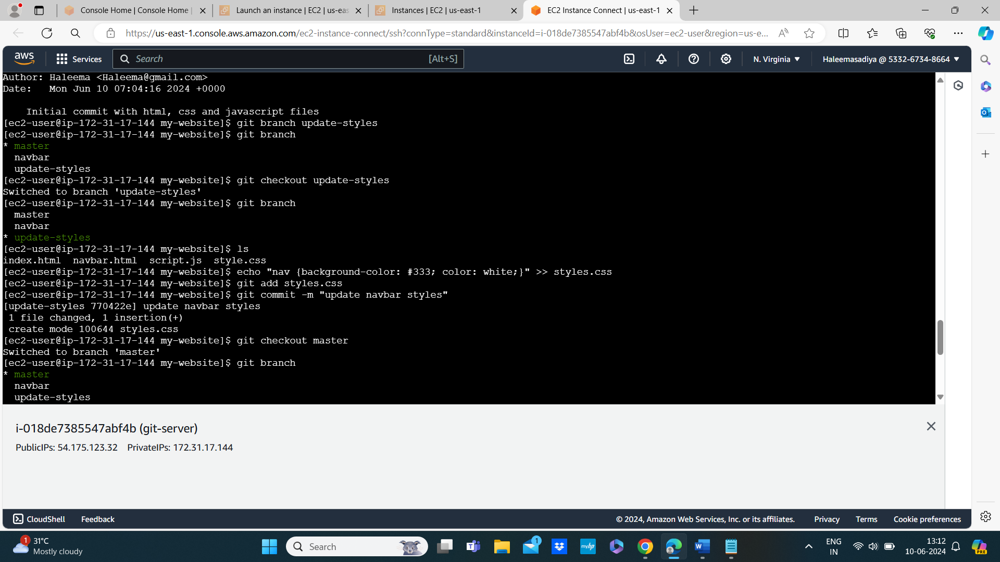 Console Home | Console Home |
Launch an instance | EC2 | us-eas
Instances | EC2 | us-east-1
EC2 Instance Connect | us-east-1
https://us-east-1.console.aws.amazon.com/ec2-instance-connect/ssh?connType=standard&instanceId=i-018de7385547abf4b&osUser=ec2-user&region=us-e...
aws
Services
Search
[Alt+S]
N. Virginia
Haleemasadiya @ 5332-6734-8664
Author: Haleema <Haleema@gmail.com>
Date:   Mon Jun 10 07:04:16 2024 +0000
    Initial commit with html, css and javascript files
[ec2-user@ip-172-31-17-144 my-website]$ git branch update-styles
[ec2-user@ip-172-31-17-144 my-website]$ git branch
* master
  navbar
  update-styles
[ec2-user@ip-172-31-17-144 my-website]$ git checkout update-styles
Switched to branch 'update-styles'
[ec2-user@ip-172-31-17-144 my-website]$ git branch
  master
  navbar
* update-styles
[ec2-user@ip-172-31-17-144 my-website]$ ls
index.html  navbar.html  script.js  style.css
[ec2-user@ip-172-31-17-144 my-website]$ echo "nav {background-color: #333; color: white;}" >> styles.css
[ec2-user@ip-172-31-17-144 my-website]$ git add styles.css
[ec2-user@ip-172-31-17-144 my-website]$ git commit -m "update navbar styles"
[update-styles 770422e] update navbar styles
 1 file changed, 1 insertion(+)
 create mode 100644 styles.css
[ec2-user@ip-172-31-17-144 my-website]$ git checkout master
Switched to branch 'master'
[ec2-user@ip-172-31-17-144 my-website]$ git branch
* master
  navbar
  update-styles
i-018de7385547abf4b (git-server)
PublicIPs: 54.175.123.32   PrivateIPs: 172.31.17.144
CloudShell
Feedback
© 2024, Amazon Web Services, Inc. or its affiliates.
Privacy
Terms
Cookie preferences
1
31°C
Mostly cloudy
Search
1
myhp
ENG
IN
13:12
10-06-2024
PRE